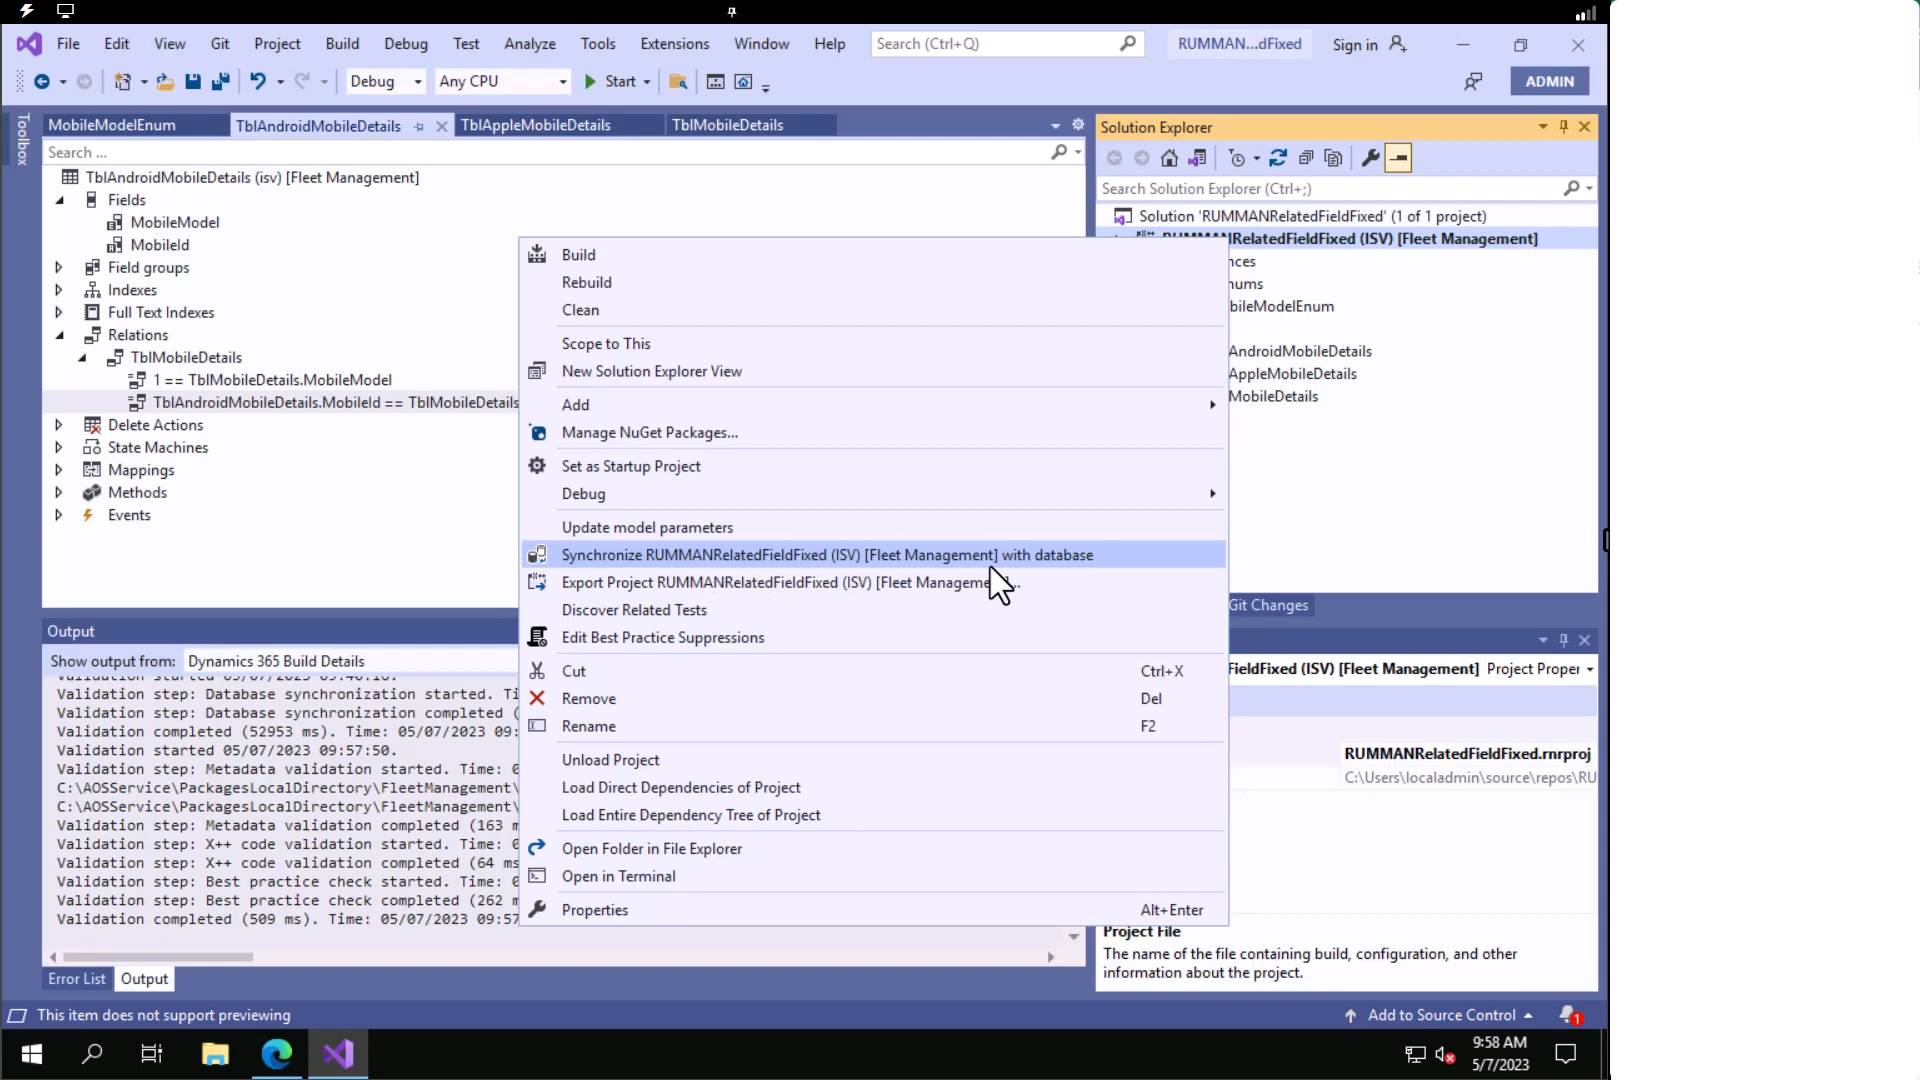 File Edit View Git Project Build Debug Test Analyze Tools Extensions Window Help Search (Ctrl+Q) RUMMAN...dFixed Sign in
Debug Any CPU Start ADMIN
Toolbox
MobileModelEnum TblAndroidMobileDetails TblAppleMobileDetails TblMobileDetails
Search ...
TblAndroidMobileDetails (isv) [Fleet Management]
Fields
MobileModel
MobileId
Field groups
Indexes
Full Text Indexes
Relations
TblMobileDetails
1 == TblMobileDetails.MobileModel
TblAndroidMobileDetails.MobileId == TblMobileDetails
Delete Actions
State Machines
Mappings
Methods
Events
Build
Rebuild
Clean
Scope to This
New Solution Explorer View
Add
Manage NuGet Packages...
Set as Startup Project
Debug
Update model parameters
Synchronize RUMMANRelatedFieldFixed (ISV) [Fleet Management] with database
Export Project RUMMANRelatedFieldFixed (ISV) [Fleet Manageme
Discover Related Tests
Edit Best Practice Suppressions
Cut Ctrl+X
Remove Del
Rename F2
Unload Project
Load Direct Dependencies of Project
Load Entire Dependency Tree of Project
Open Folder in File Explorer
Open in Terminal
Properties Alt+Enter
Solution Explorer
Search Solution Explorer (Ctrl+;)
Solution 'RUMMANRelatedFieldFixed' (1 of 1 project)
RUMMANRelatedFieldFixed (ISV) [Fleet Management]
nces
nums
bileModelEnum
AndroidMobileDetails
AppleMobileDetails
MobileDetails
Git Changes
FieldFixed (ISV) [Fleet Management] Project Proper
RUMMANRelatedFieldFixed.rnrproj
C:\Users\localadmin\source\repos\RU
Project File
The name of the file containing build, configuration, and other
information about the project.
Output
Show output from: Dynamics 365 Build Details
Validation started 05/07/2023 09:46:18.
Validation step: Database synchronization started. Ti
Validation step: Database synchronization completed (
Validation completed (52953 ms). Time: 05/07/2023 09:
Validation started 05/07/2023 09:57:50.
Validation step: Metadata validation started. Time: 0
C:\AOSService\PackagesLocalDirectory\FleetManagement\
C:\AOSService\PackagesLocalDirectory\FleetManagement\
Validation step: Metadata validation completed (163 m
Validation step: X++ code validation started. Time: 0
Validation step: X++ code validation completed (64 ms
Validation step: Best practice check started. Time: 0
Validation step: Best practice check completed (262 m
Validation completed (509 ms). Time: 05/07/2023 09:57
Error List Output
This item does not support previewing Add to Source Control 1
9:58 AM
5/7/2023